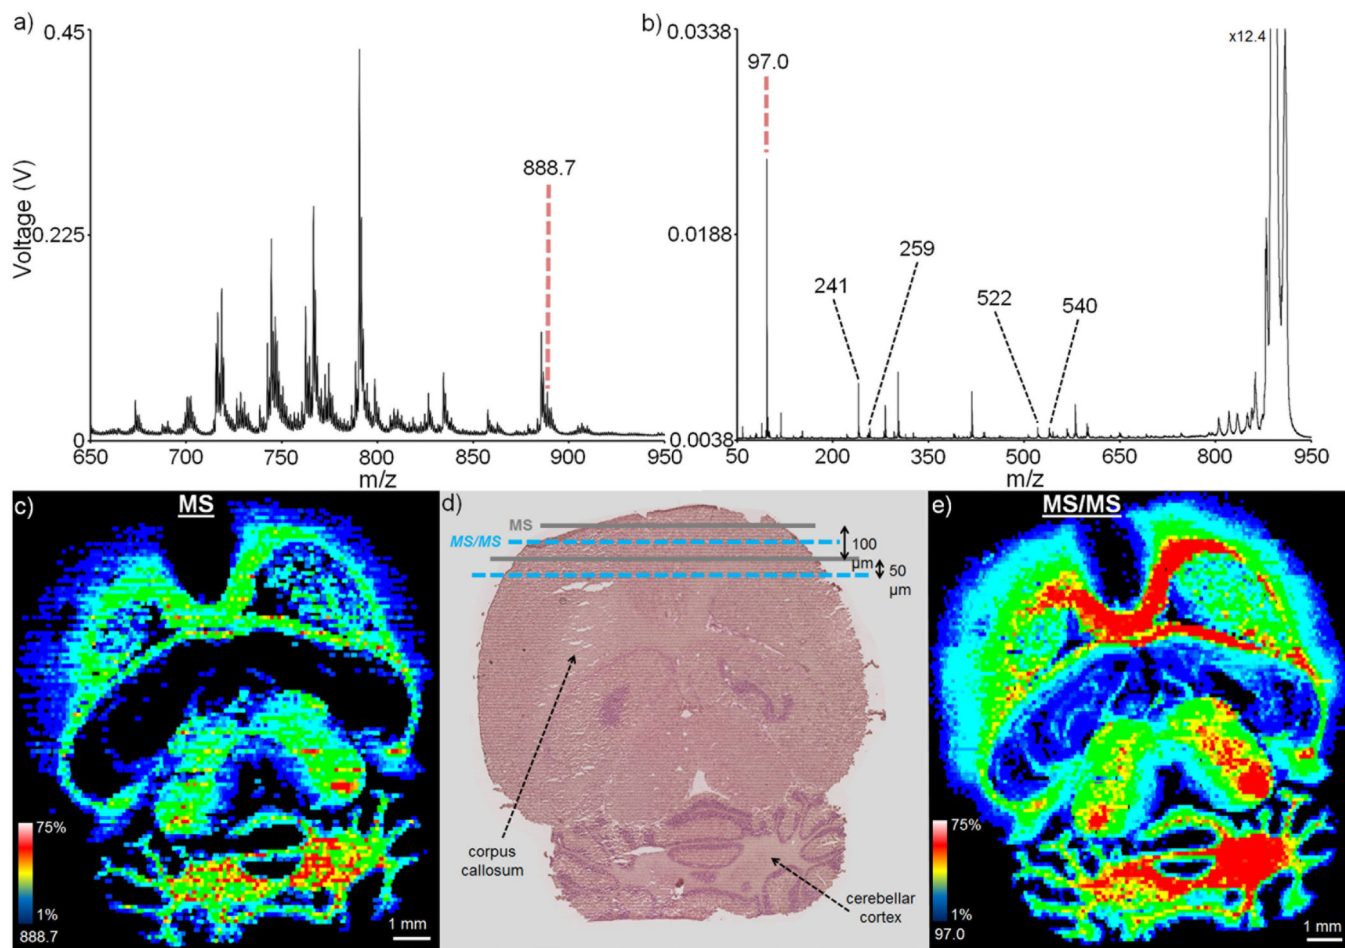 a)
0.45
0.225
0
Voltage (V)
888.7
650
700
750
800
850
900
950
m/z
b)
0.0338
0.0188
0.0038
97.0
x12.4
241
259
522
540
50
200
350
500
650
800
950
m/z
c)
MS
75%
1%
888.7
1 mm
d)
MS
MS/MS
100
µm
50
µm
corpus
callosum
cerebellar
cortex
e)
MS/MS
75%
1%
97.0
1 mm